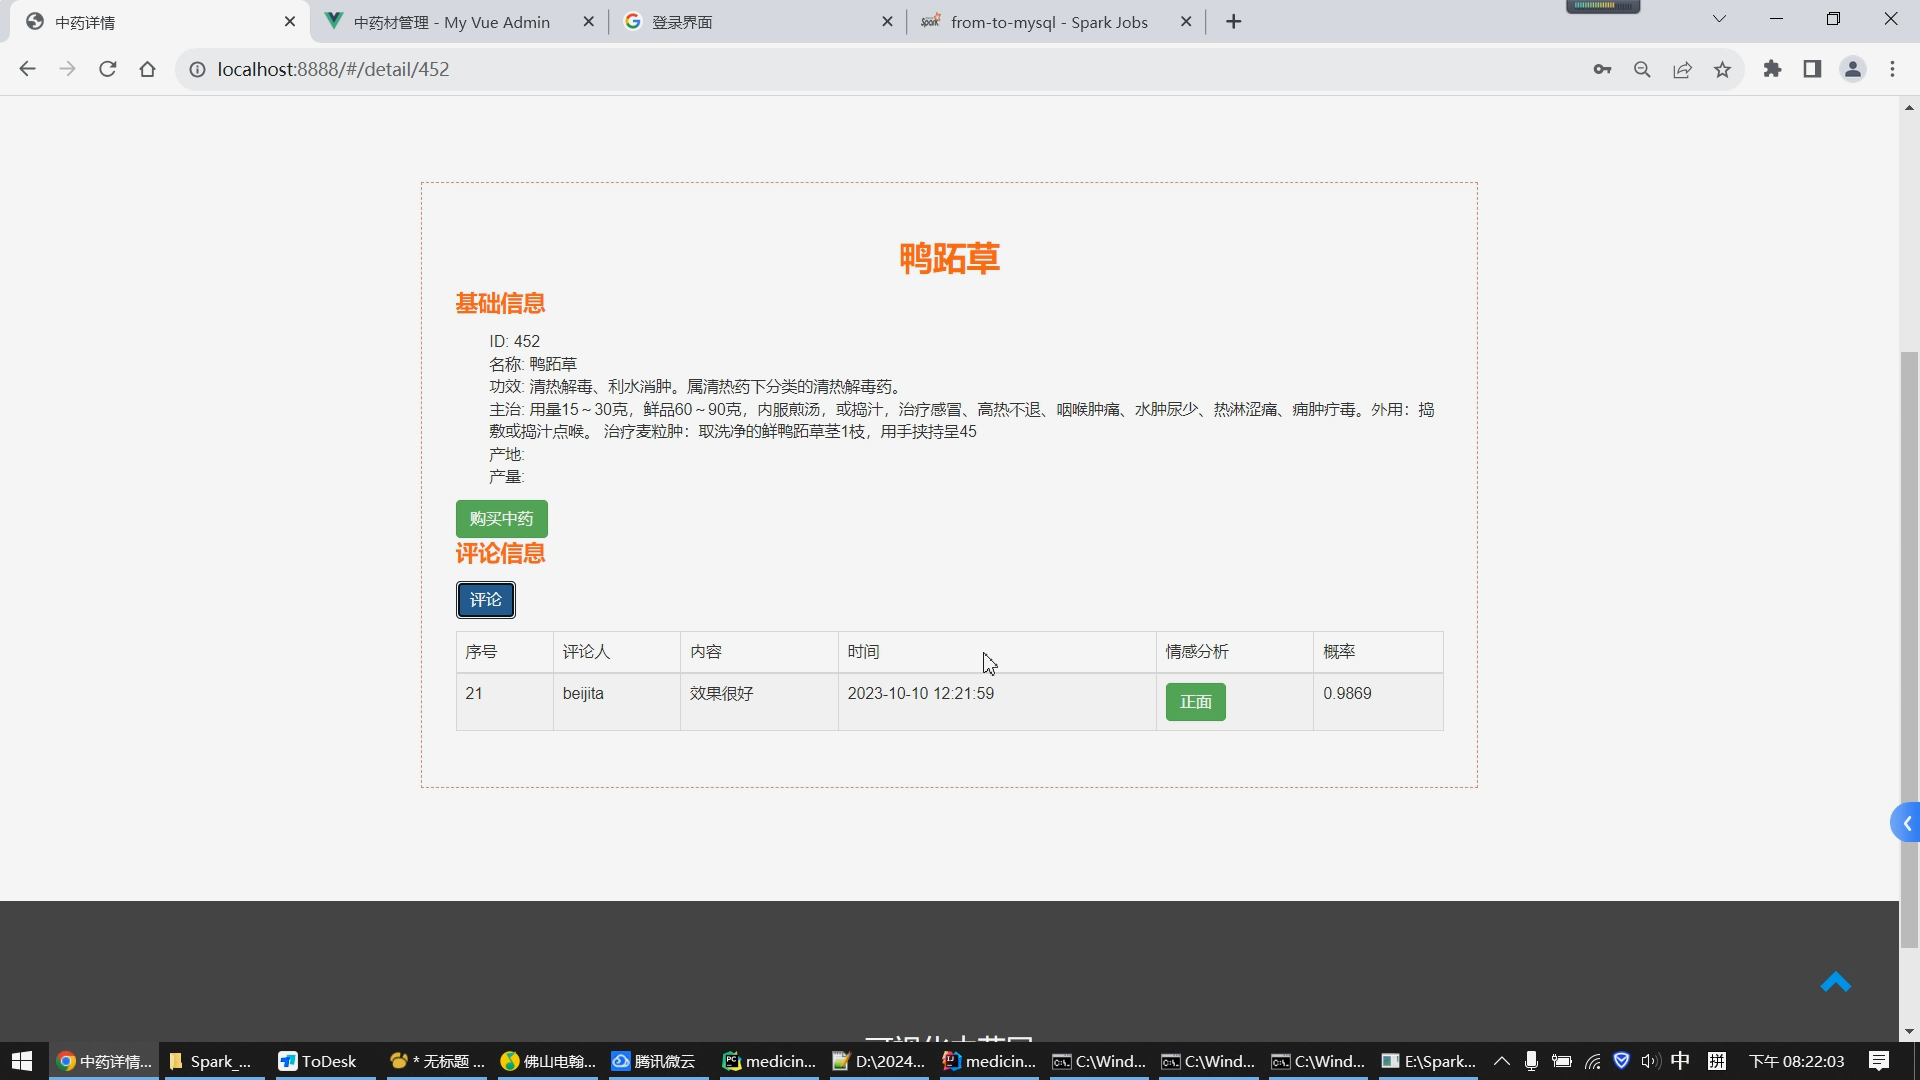 中药详情
中药材管理 - My Vue Admin
登录界面
from-to-mysql - Spark Jobs
localhost:8888/#/detail/452
鸭跖草
基础信息
ID: 452
名称: 鸭跖草
功效: 清热解毒、利水消肿。属清热药下分类的清热解毒药。
主治: 用量15～30克，鲜品60～90克，内服煎汤，或捣汁，治疗感冒、高热不退、咽喉肿痛、水肿尿少、热淋涩痛、痈肿疔毒。外用：捣
敷或捣汁点喉。 治疗麦粒肿：取洗净的鲜鸭跖草茎1枝，用手挟持呈45
产地:
产量:
购买中药
评论信息
评论
序号 评论人 内容 时间 情感分析 概率
21 beijita 效果很好 2023-10-10 12:21:59 正面 0.9869
中药详情... Spark_... ToDesk * 无标题 ... 佛山电翰... 腾讯微云 medicin... D:\2024... medicin... C:\Wind... C:\Wind... C:\Wind... E:\Spark... 中 拼 下午 08:22:03